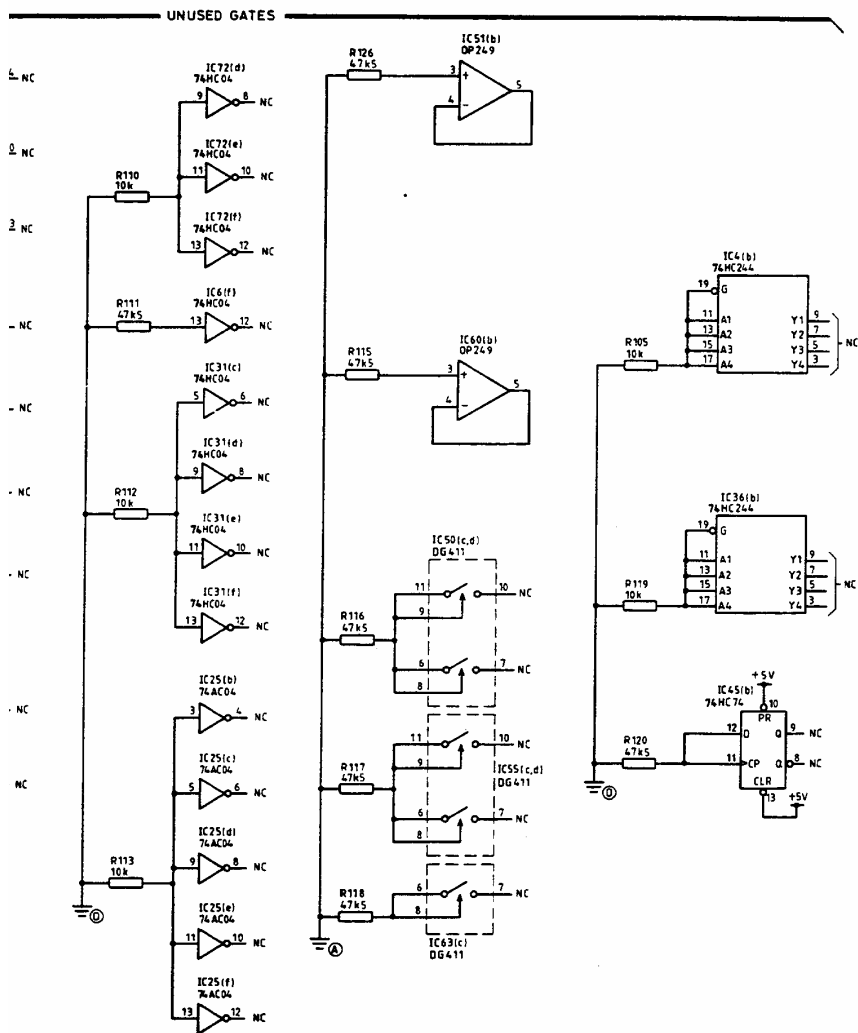 UNUSED GATES
4 NC
0 NC
3 NC
NC
NC
NC
NC
NC
NC
IC72(d)
74HC04
9 8 NC
IC72(e)
74HC04
11 10 NC
R110
10k
IC72(f)
74HC04
13 12 NC
R111
47k5
IC6(f)
74HC04
13 12 NC
IC31(c)
74HC04
5 6 NC
IC31(d)
74HC04
9 8 NC
R112
10k
IC31(e)
74HC04
11 10 NC
IC31(f)
74HC04
13 12 NC
IC25(b)
74AC04
3 4 NC
IC25(c)
74AC04
5 6 NC
IC25(d)
74AC04
9 8 NC
R113
10k
IC25(e)
74AC04
11 10 NC
IC25(f)
74AC04
13 12 NC
D
R126
47k5
IC51(b)
OP249
3 + 5
4 -
R115
47k5
IC60(b)
OP249
3 + 5
4 -
IC50(c,d)
DG411
11 10 NC
9
R116
47k5
6 7 NC
8
11 10 NC
9
IC55(c,d)
DG411
R117
47k5
6 7 NC
8
R118
47k5
6 7 NC
8
IC63(c)
DG411
A
IC4(b)
74HC244
19 G
11 A1 Y1 9
13 A2 Y2 7
15 A3 Y3 5
17 A4 Y4 3
NC
R105
10k
IC36(b)
74HC244
19 G
11 A1 Y1 9
13 A2 Y2 7
15 A3 Y3 5
17 A4 Y4 3
NC
R119
10k
+5V
IC45(b)
74HC74
10
PR
12 D Q 9 NC
11 CP Q 8 NC
CLR
13
+5V
R120
47k5
D